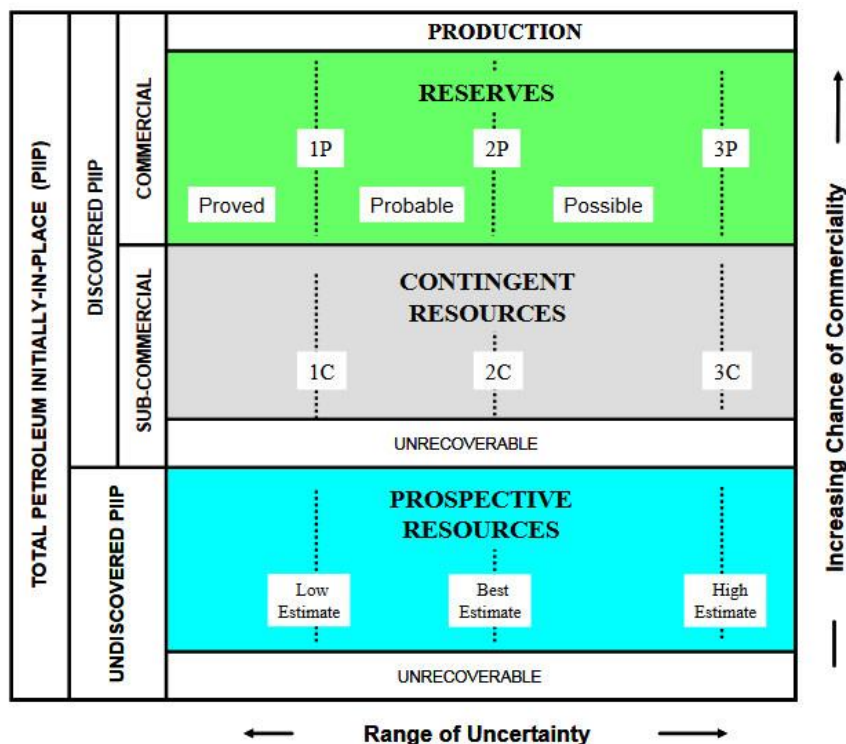 TOTAL PETROLEUM INITIALLY-IN-PLACE (PIIP)
DISCOVERED PIIP
UNDISCOVERED PIIP
COMMERCIAL
SUB-COMMERCIAL
PRODUCTION
RESERVES
1P 2P 3P
Proved Probable Possible
CONTINGENT
RESOURCES
1C 2C 3C
UNRECOVERABLE
PROSPECTIVE
RESOURCES
Low Best High
Estimate Estimate Estimate
UNRECOVERABLE
Increasing Chance of Commerciality
Range of Uncertainty